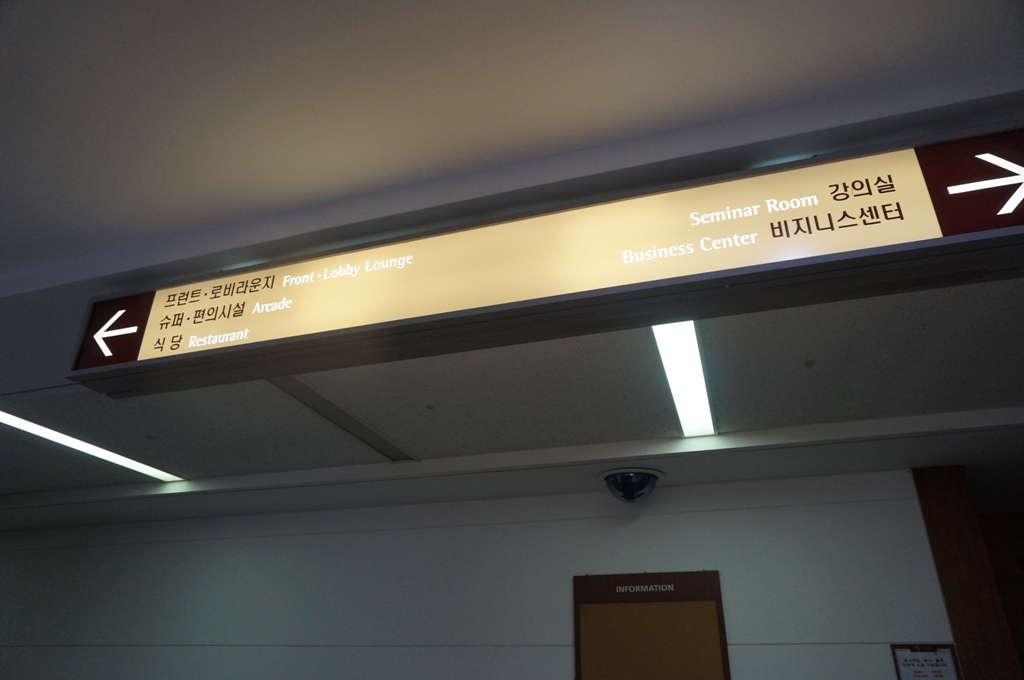 프런트·로비라운지 Front·Lobby Lounge
슈퍼·편의시설 Arcade
식당 Restaurant
Seminar Room 강의실
Business Center 비지니스센터
INFORMATION